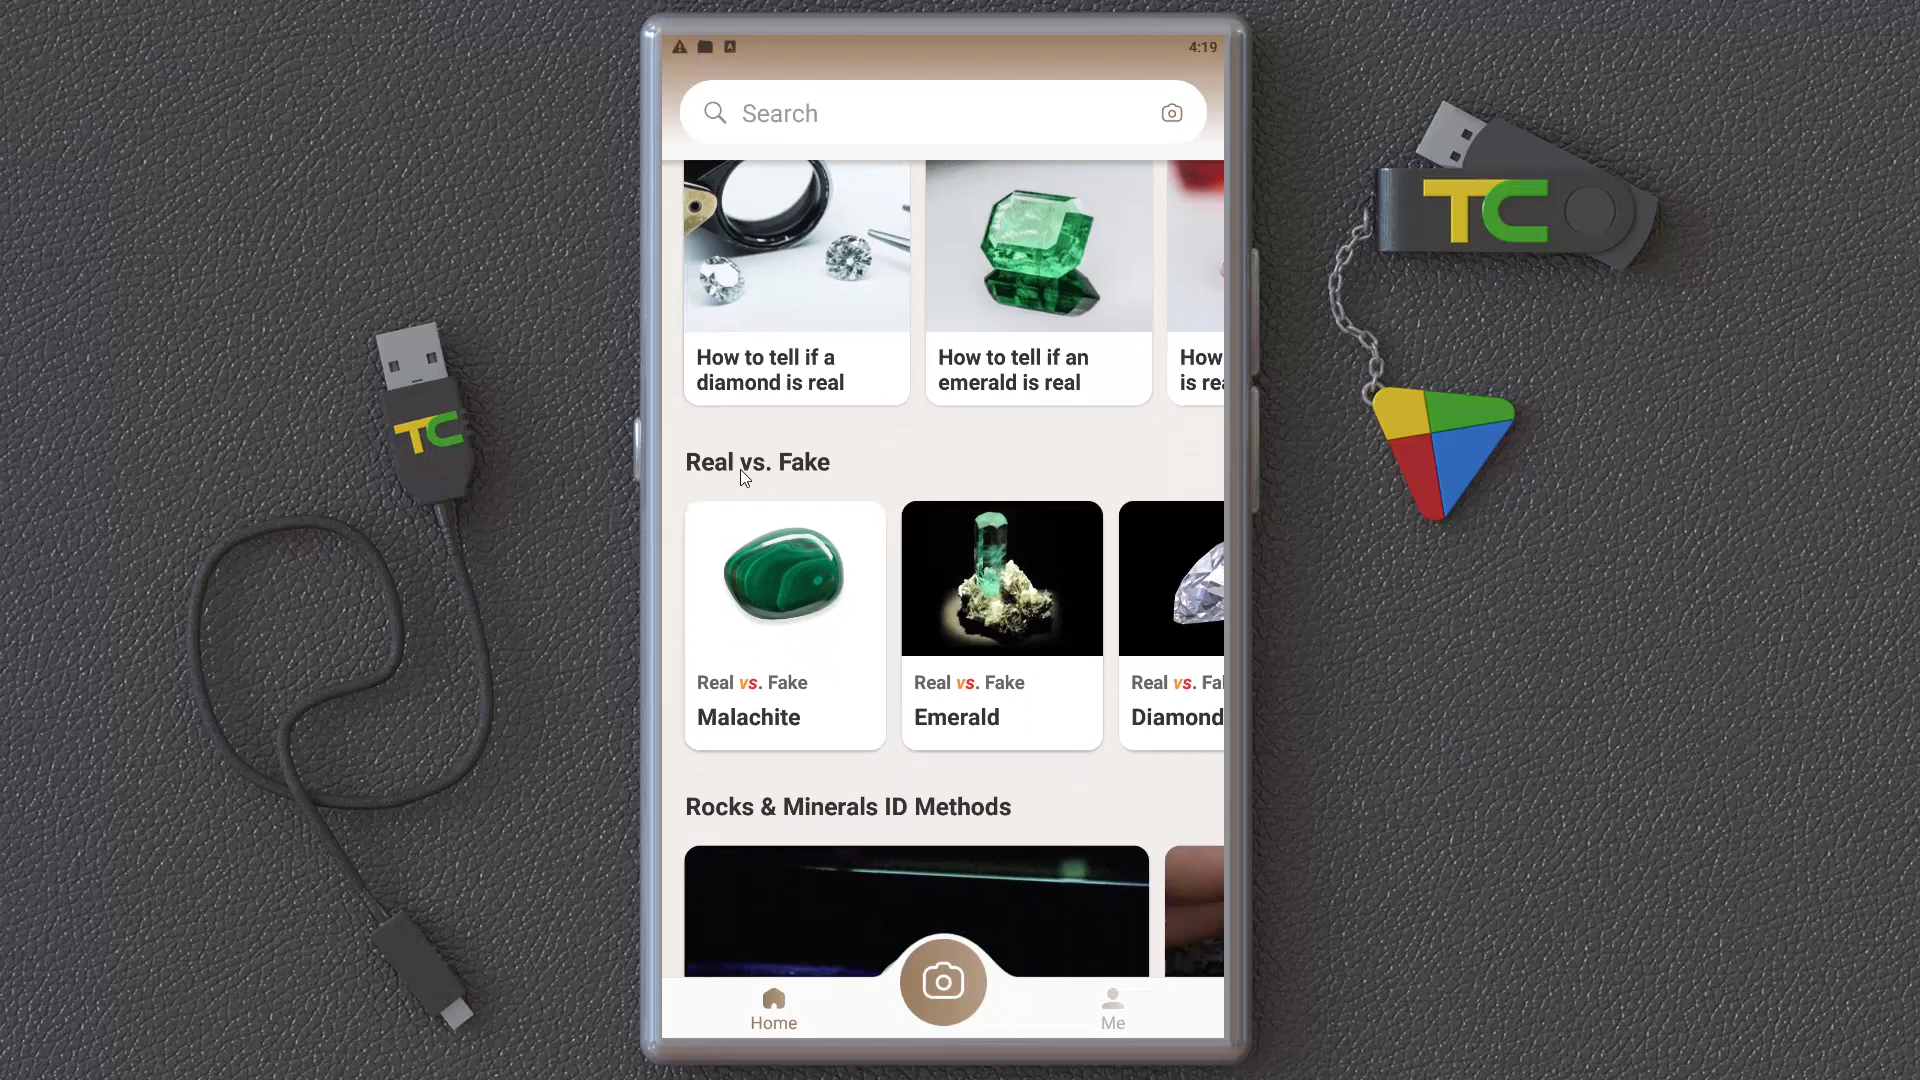 4:19
Search
How to tell if a
diamond is real
How to tell if an
emerald is real
How
is rea
Real vs. Fake
Real vs. Fake
Malachite
Real vs. Fake
Emerald
Real vs. Fa
Diamond
Rocks & Minerals ID Methods
Home
Me
TC
TC